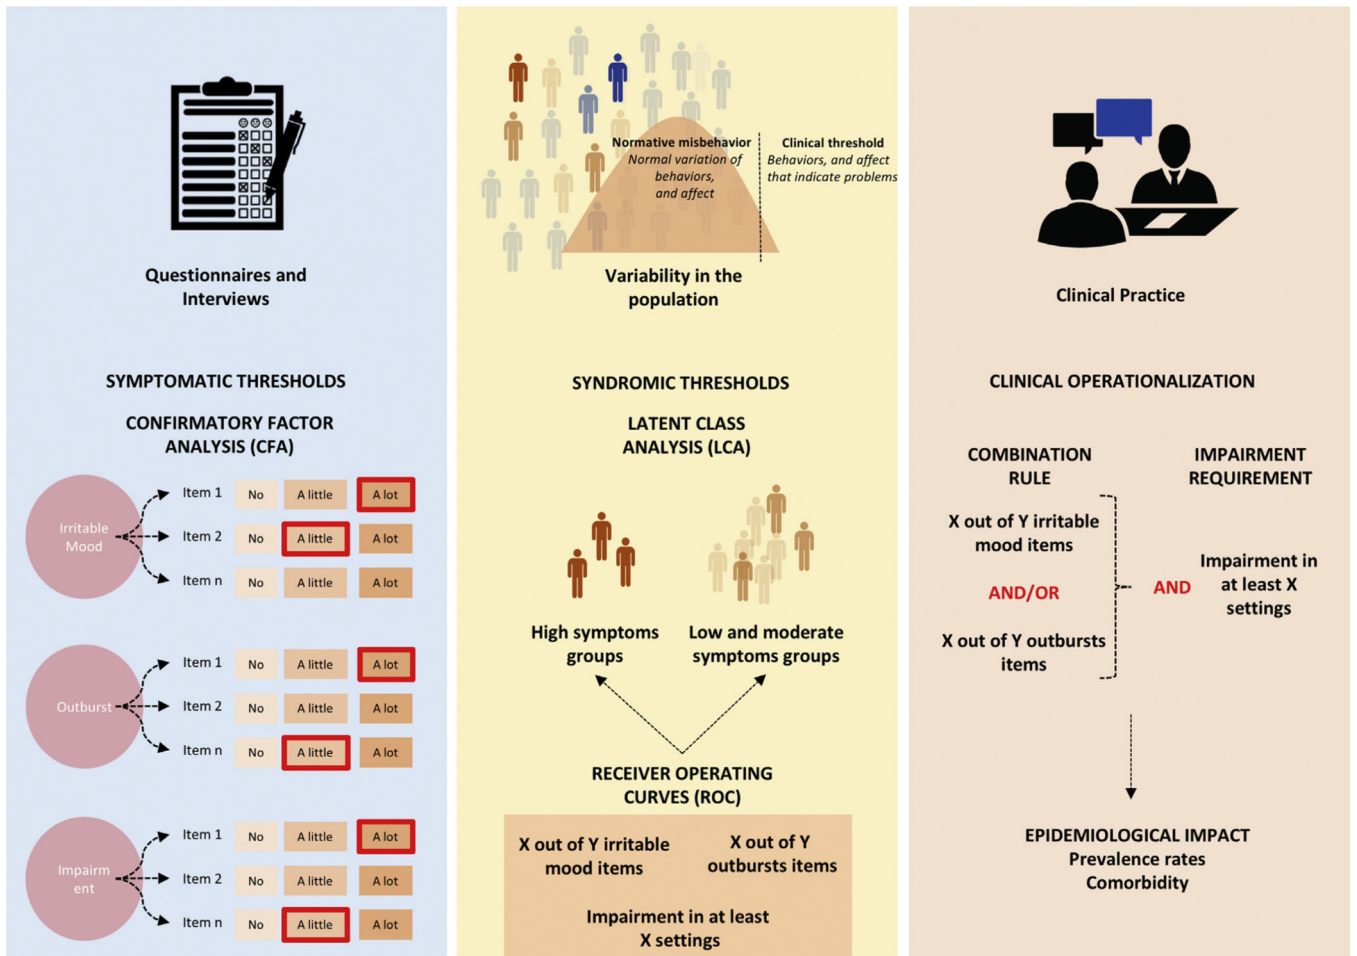 Questionnaires and
Interviews
SYMPTOMATIC THRESHOLDS
CONFIRMATORY FACTOR
ANALYSIS (CFA)
Irritable
Mood
Item 1 No A little A lot
Item 2 No A little A lot
Item n No A little A lot
Outburst
Item 1 No A little A lot
Item 2 No A little A lot
Item n No A little A lot
Impairm
ent
Item 1 No A little A lot
Item 2 No A little A lot
Item n No A little A lot
Normative misbehavior
Normal variation of
behaviors,
and affect
Clinical threshold
Behaviors, and affect
that indicate problems
Variability in the
population
SYNDROMIC THRESHOLDS
LATENT CLASS
ANALYSIS (LCA)
High symptoms
groups
Low and moderate
symptoms groups
RECEIVER OPERATING
CURVES (ROC)
X out of Y irritable
mood items
X out of Y
outbursts items
Impairment in at least
X settings
Clinical Practice
CLINICAL OPERATIONALIZATION
COMBINATION
RULE
X out of Y irritable
mood items
AND/OR
X out of Y outbursts
items
AND
IMPAIRMENT
REQUIREMENT
Impairment in
at least X
settings
EPIDEMIOLOGICAL IMPACT
Prevalence rates
Comorbidity